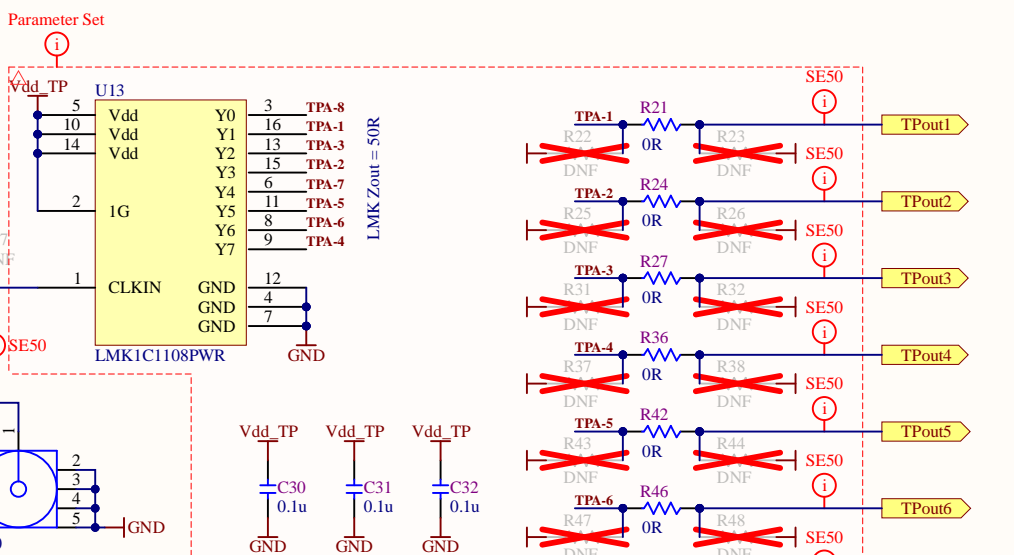 Parameter Set
i
Vdd_TP
U13
5 Vdd Y0 3 TPA-8
10 Vdd Y1 16 TPA-1
14 Vdd Y2 13 TPA-3
Y3 15 TPA-2
Y4 6 TPA-7
2 1G Y5 11 TPA-5
Y6 8 TPA-6
Y7 9 TPA-4
1 CLKIN GND 12
GND 4
GND 7
LMK1C1108PWR
GND
LMK Zout = 50R
SE50
7
NF
1
2
3
4
5
GND
Vdd_TP
C30
0.1u
GND
Vdd_TP
C31
0.1u
GND
Vdd_TP
C32
0.1u
GND
SE50
i
TPA-1 R21 TPout1
R22 0R R23
DNF DNF
SE50
i
TPA-2 R24 TPout2
R25 0R R26
DNF DNF
SE50
i
TPA-3 R27 TPout3
R31 0R R32
DNF DNF
SE50
i
TPA-4 R36 TPout4
R37 0R R38
DNF DNF
SE50
i
TPA-5 R42 TPout5
R43 0R R44
DNF DNF
SE50
i
TPA-6 R46 TPout6
R47 0R R48
DNF DNF
SE50